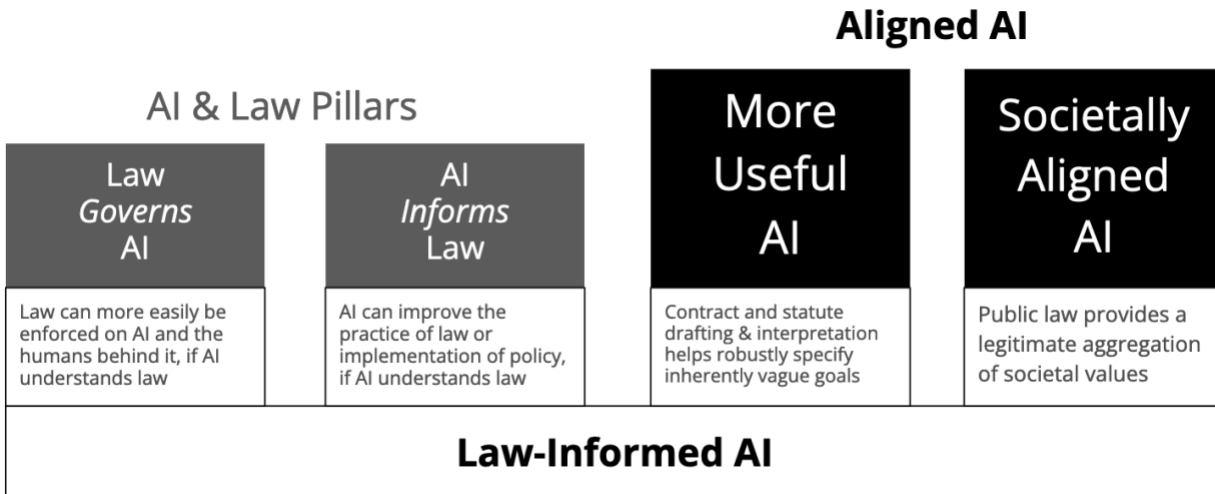 Aligned AI
AI & Law Pillars
Law
Governs
AI
Law can more easily be
enforced on AI and the
humans behind it, if AI
understands law
AI
Informs
Law
AI can improve the
practice of law or
implementation of policy,
if AI understands law
More
Useful
AI
Contract and statute
drafting & interpretation
helps robustly specify
inherently vague goals
Societally
Aligned
AI
Public law provides a
legitimate aggregation
of societal values
Law-Informed AI